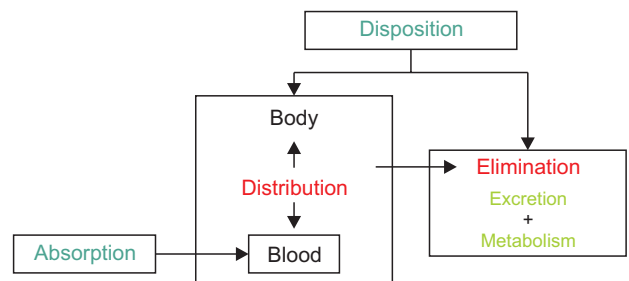 Disposition
Body
Distribution
Elimination
Excretion
+
Metabolism
Absorption
Blood